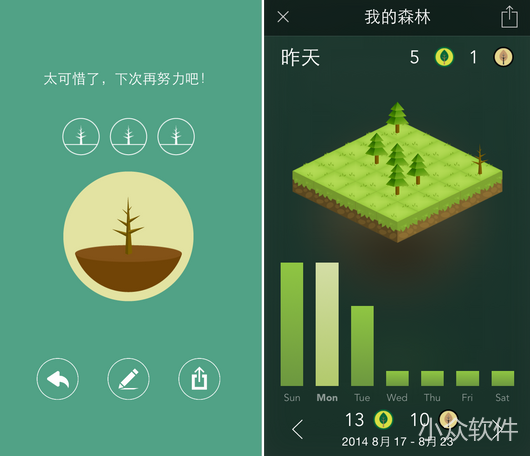 太可惜了，下次再努力吧！
我的森林
昨天 5 1
Sun Mon Tue Wed Thu Fri Sat
13 10
2014 8月 17 - 8月 23
小众软件